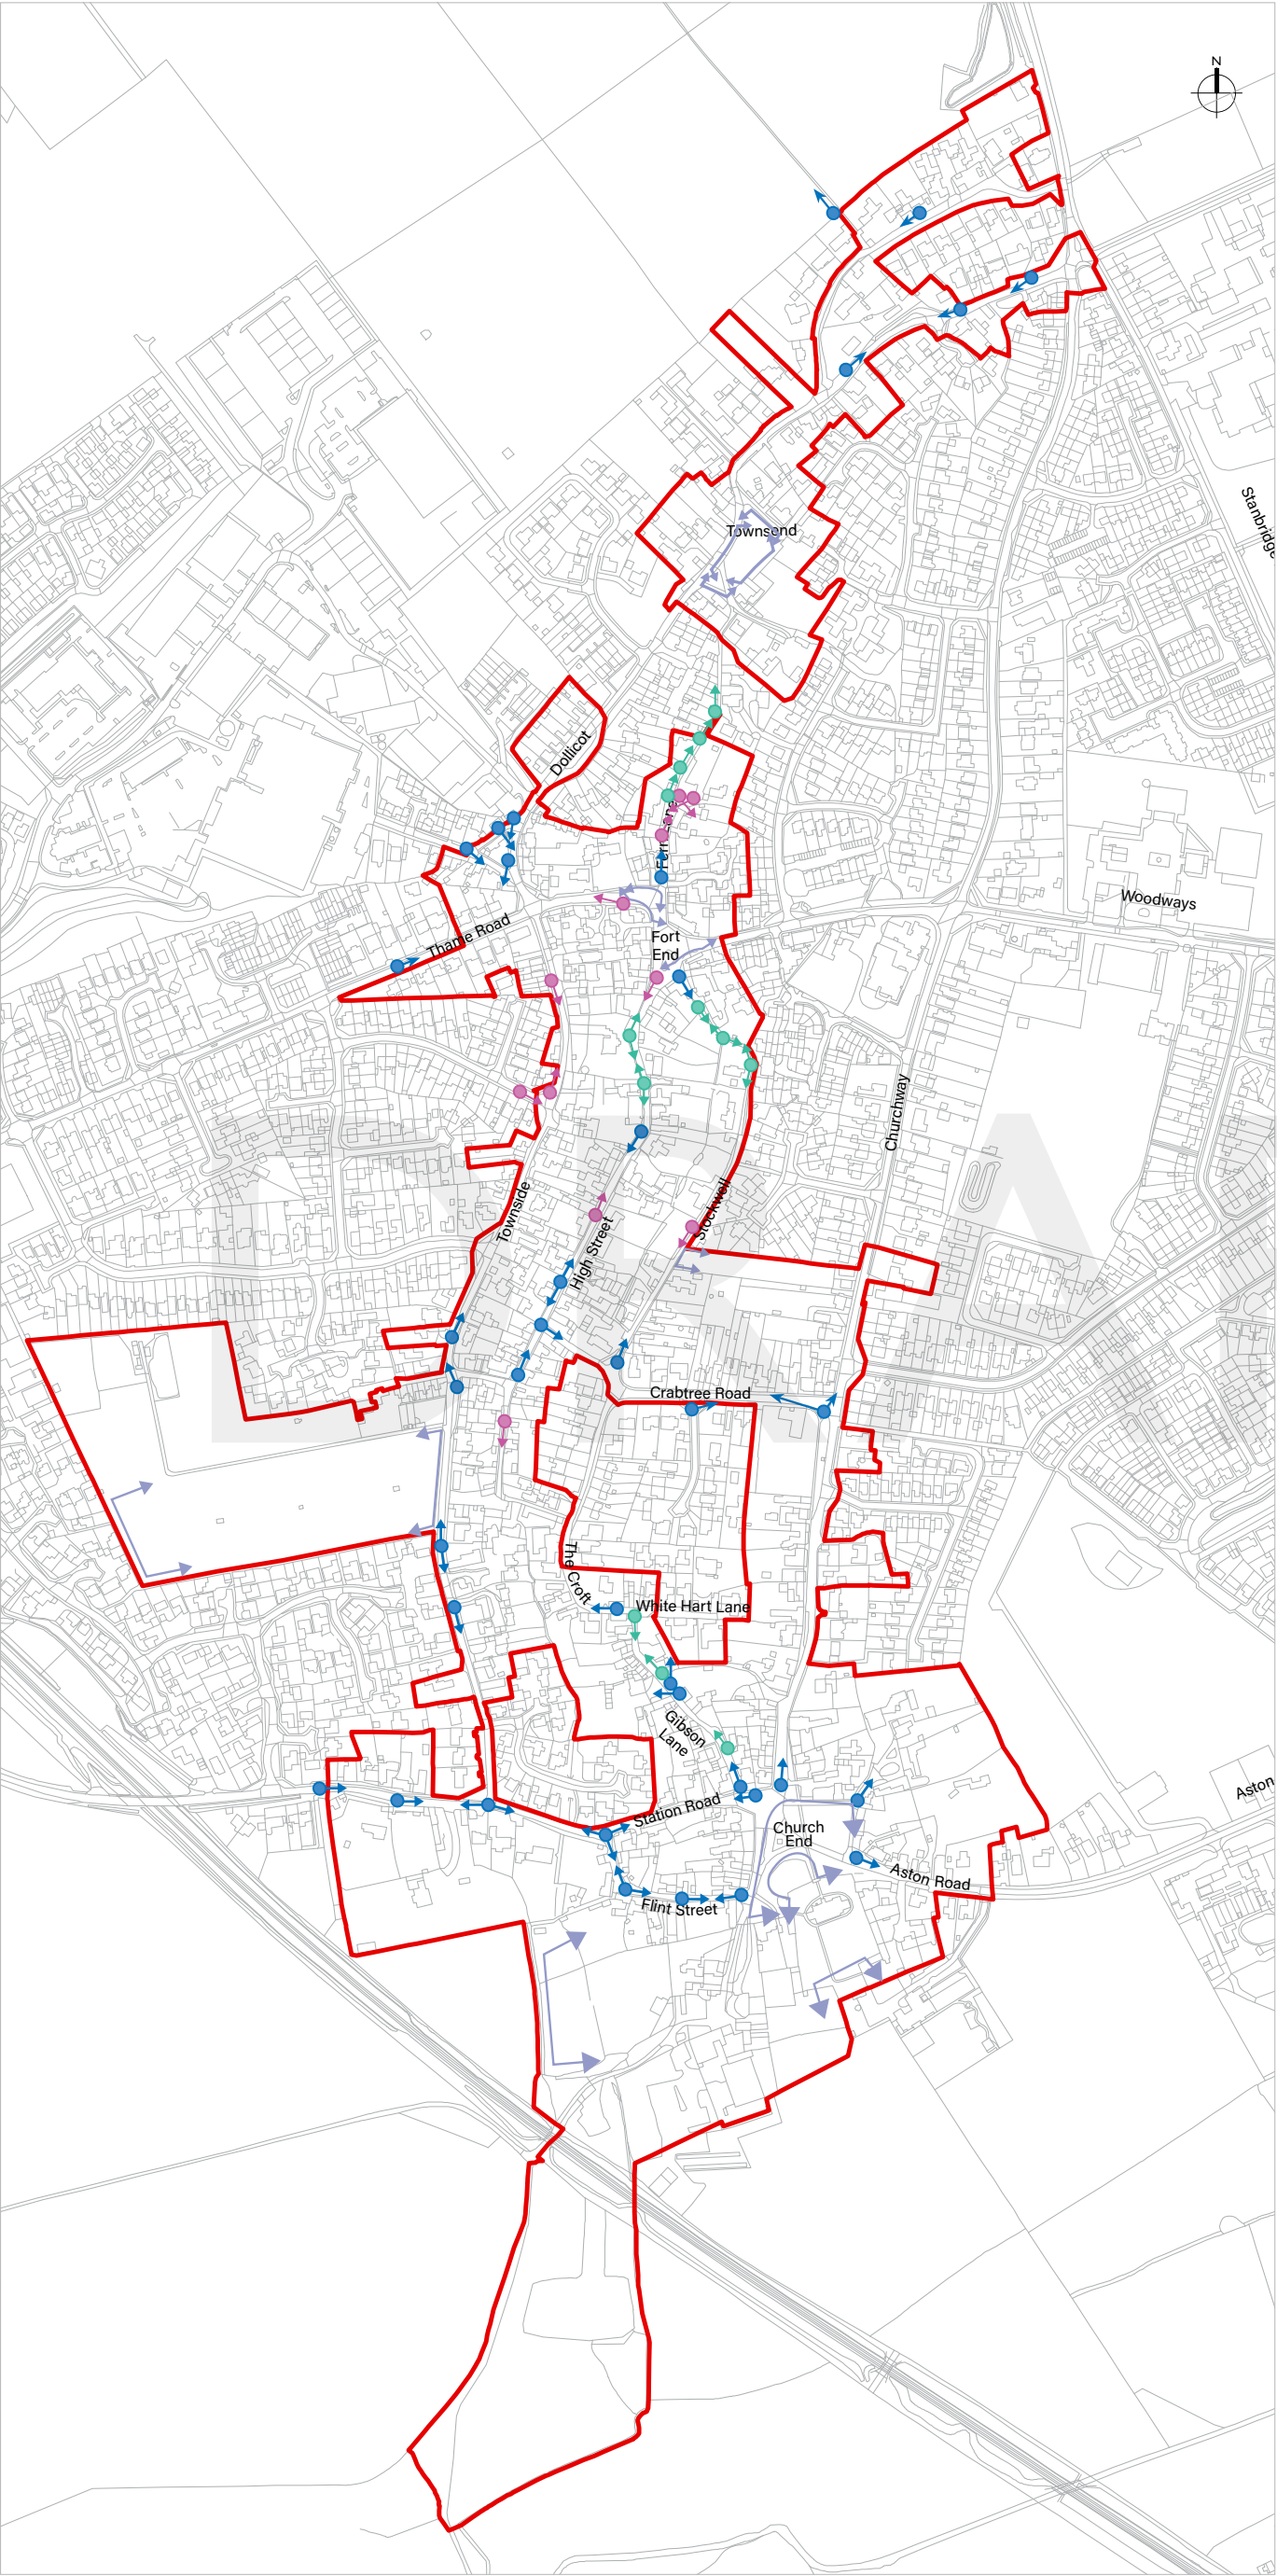 N
Townsend
Stanbridge
Dollicot
Woodways
Thame Road
Fort
End
Churchway
Townside
Stockwell
High Street
Crabtree Road
The Croft
White Hart Lane
Gibson
Lane
Station Road
Church
End
Aston
Aston Road
Flint Street